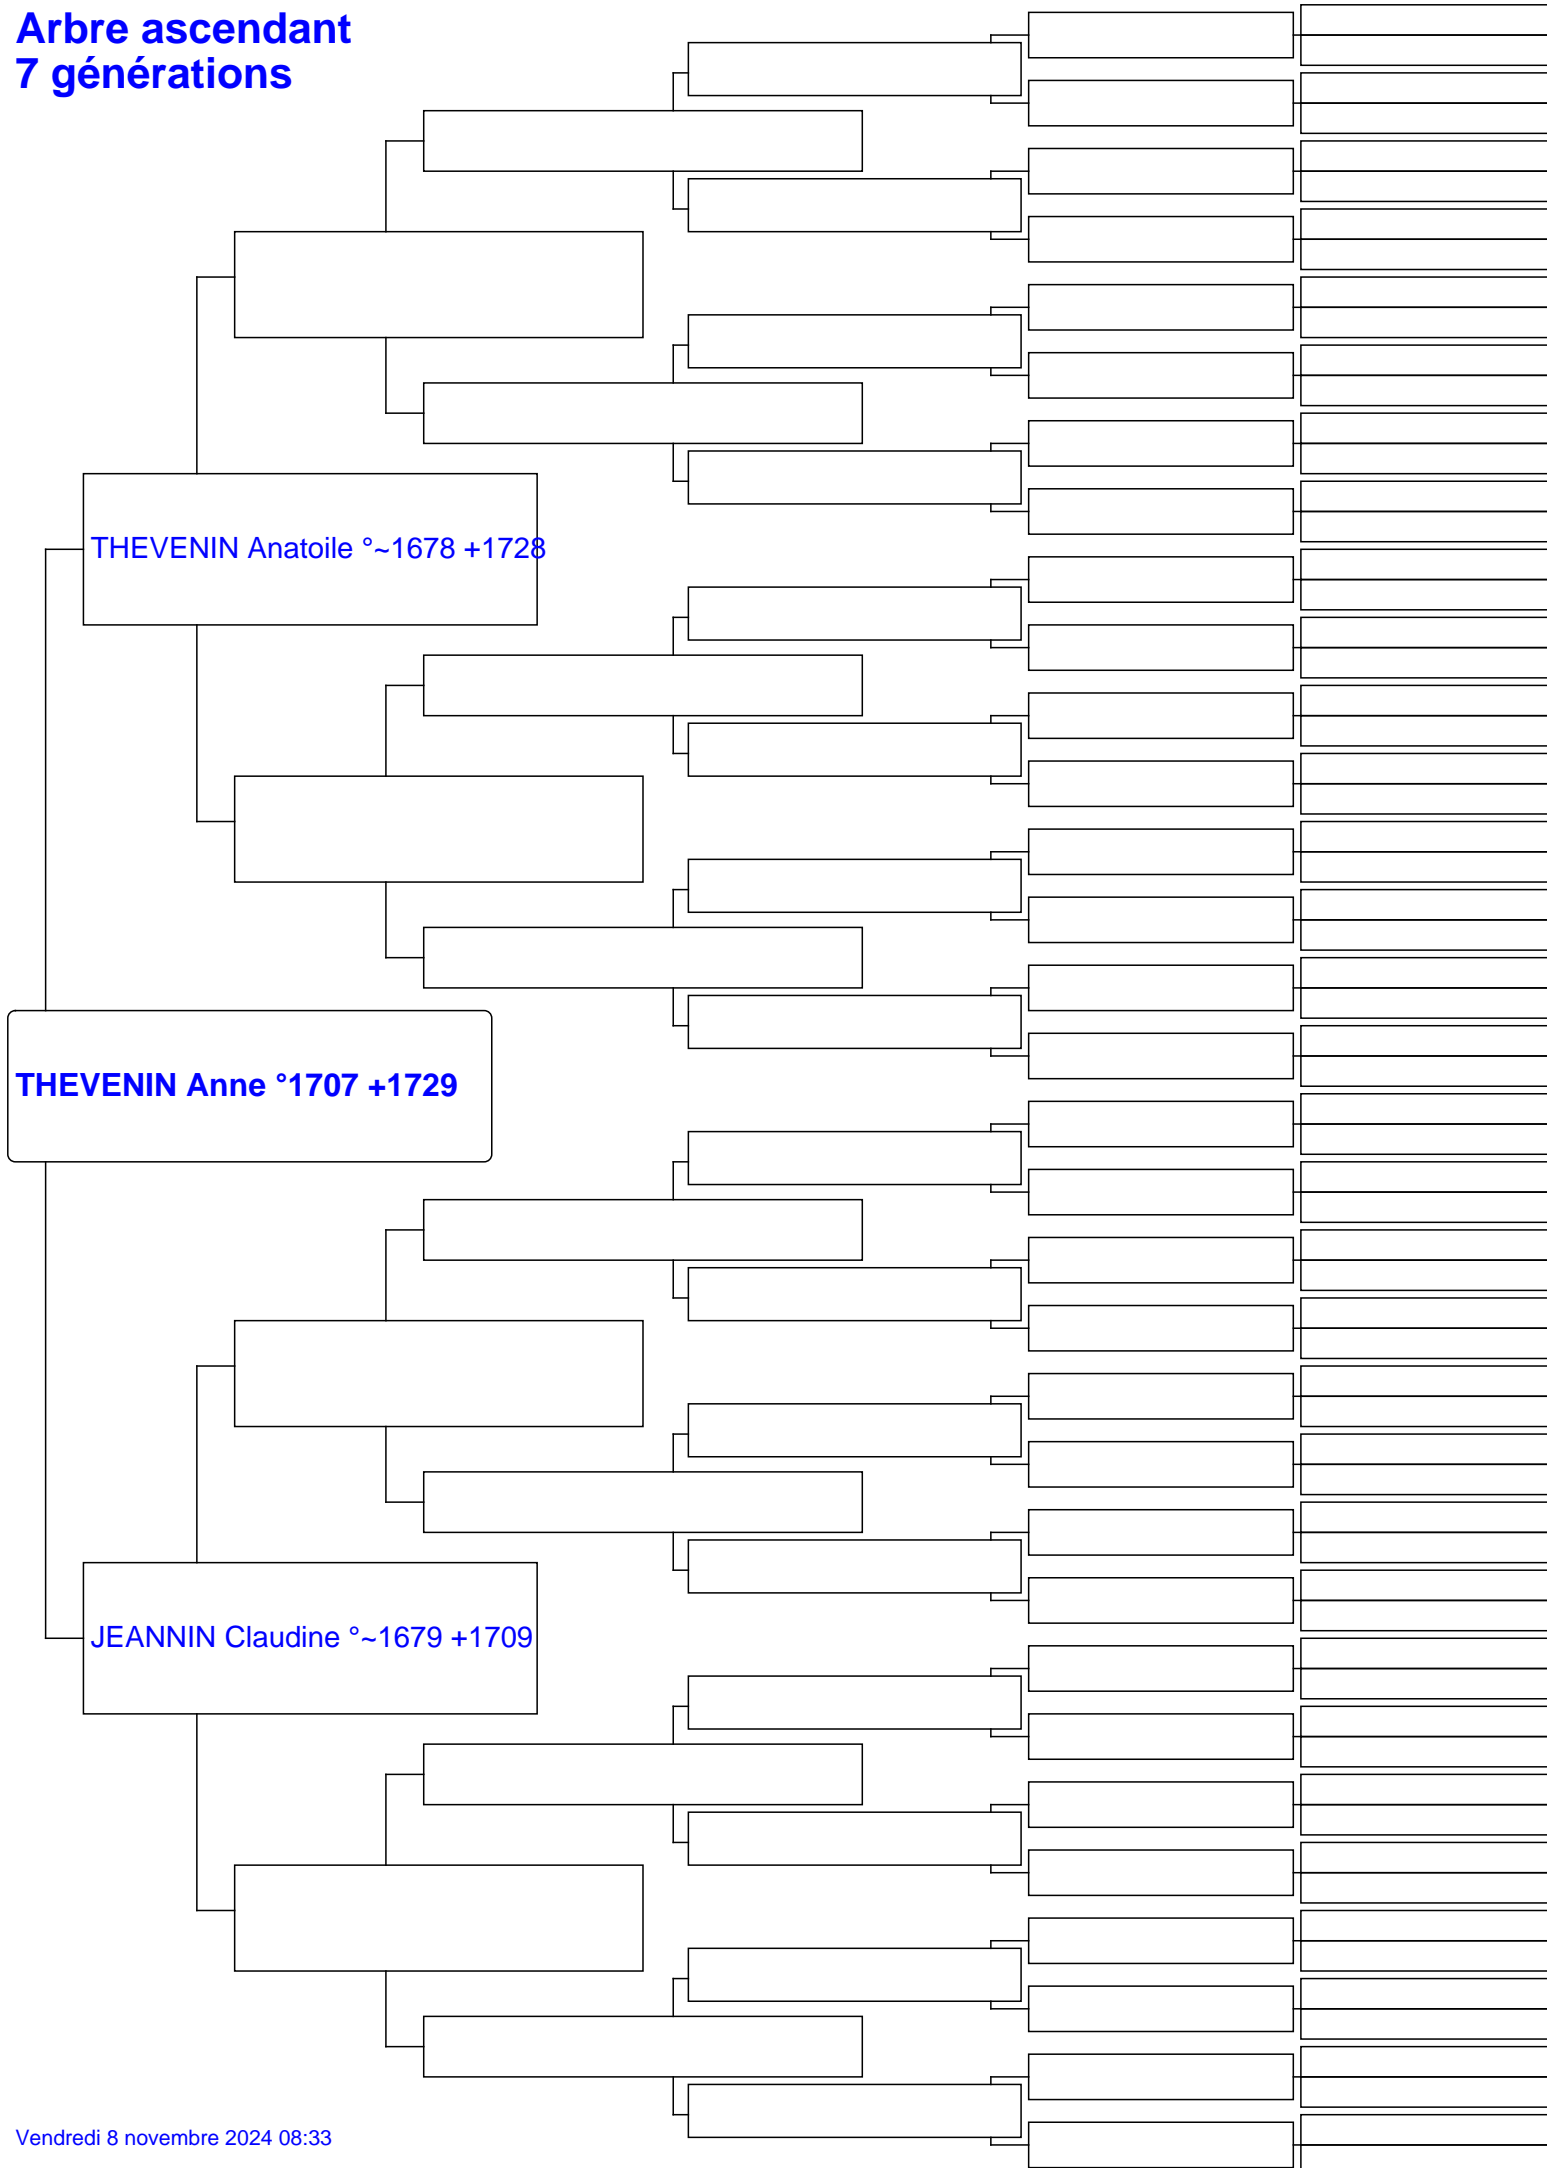 Arbre ascendant
7 générations
THEVENIN Anatoile °~1678 +1728
THEVENIN Anne °1707 +1729
JEANNIN Claudine °~1679 +1709
Vendredi 8 novembre 2024 08:33